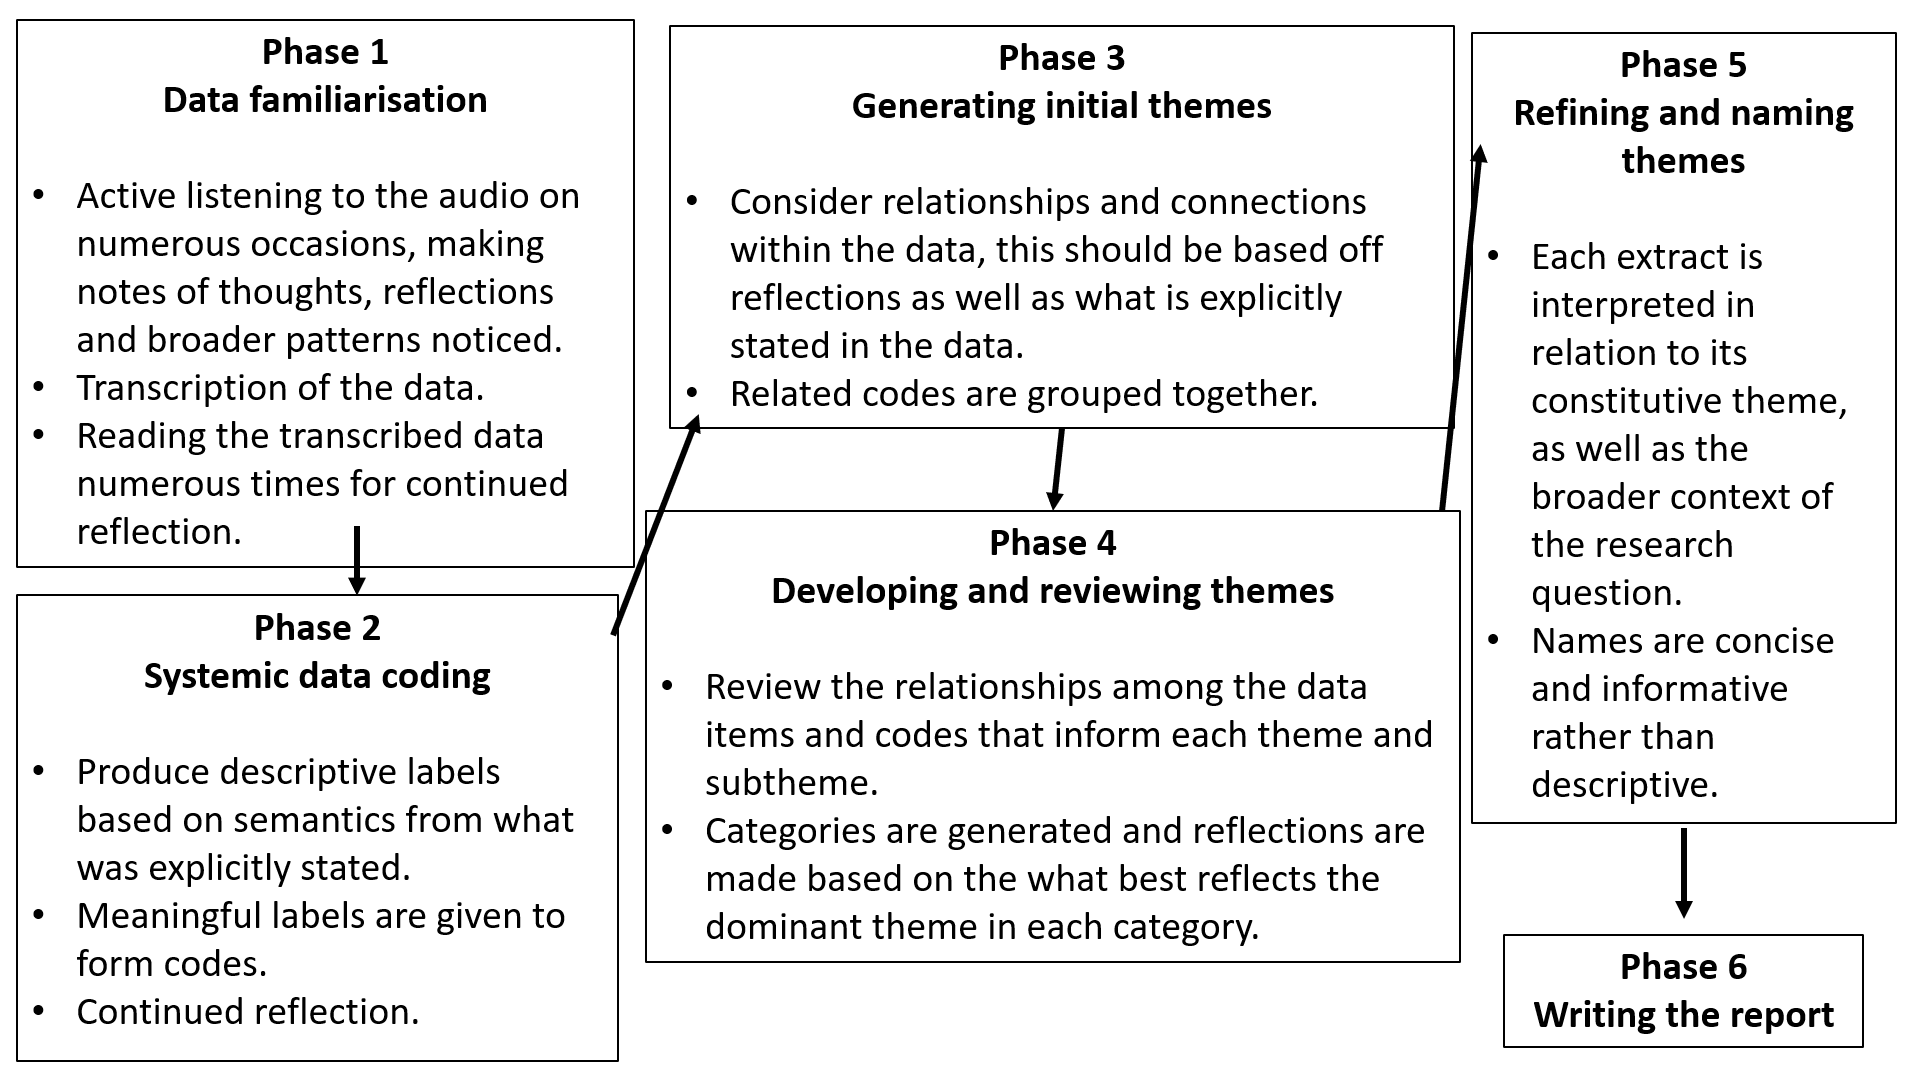 Phase 1
Data familiarisation
• Active listening to the audio on
numerous occasions, making
notes of thoughts, reflections
and broader patterns noticed.
• Transcription of the data.
• Reading the transcribed data
numerous times for continued
reflection.
Phase 2
Systemic data coding
• Produce descriptive labels
based on semantics from what
was explicitly stated.
• Meaningful labels are given to
form codes.
• Continued reflection.
Phase 3
Generating initial themes
• Consider relationships and connections
within the data, this should be based off
reflections as well as what is explicitly
stated in the data.
• Related codes are grouped together.
Phase 4
Developing and reviewing themes
• Review the relationships among the data
items and codes that inform each theme and
subtheme.
• Categories are generated and reflections are
made based on the what best reflects the
dominant theme in each category.
Phase 5
Refining and naming
themes
• Each extract is
interpreted in
relation to its
constitutive theme,
as well as the
broader context of
the research
question.
• Names are concise
and informative
rather than
descriptive.
Phase 6
Writing the report